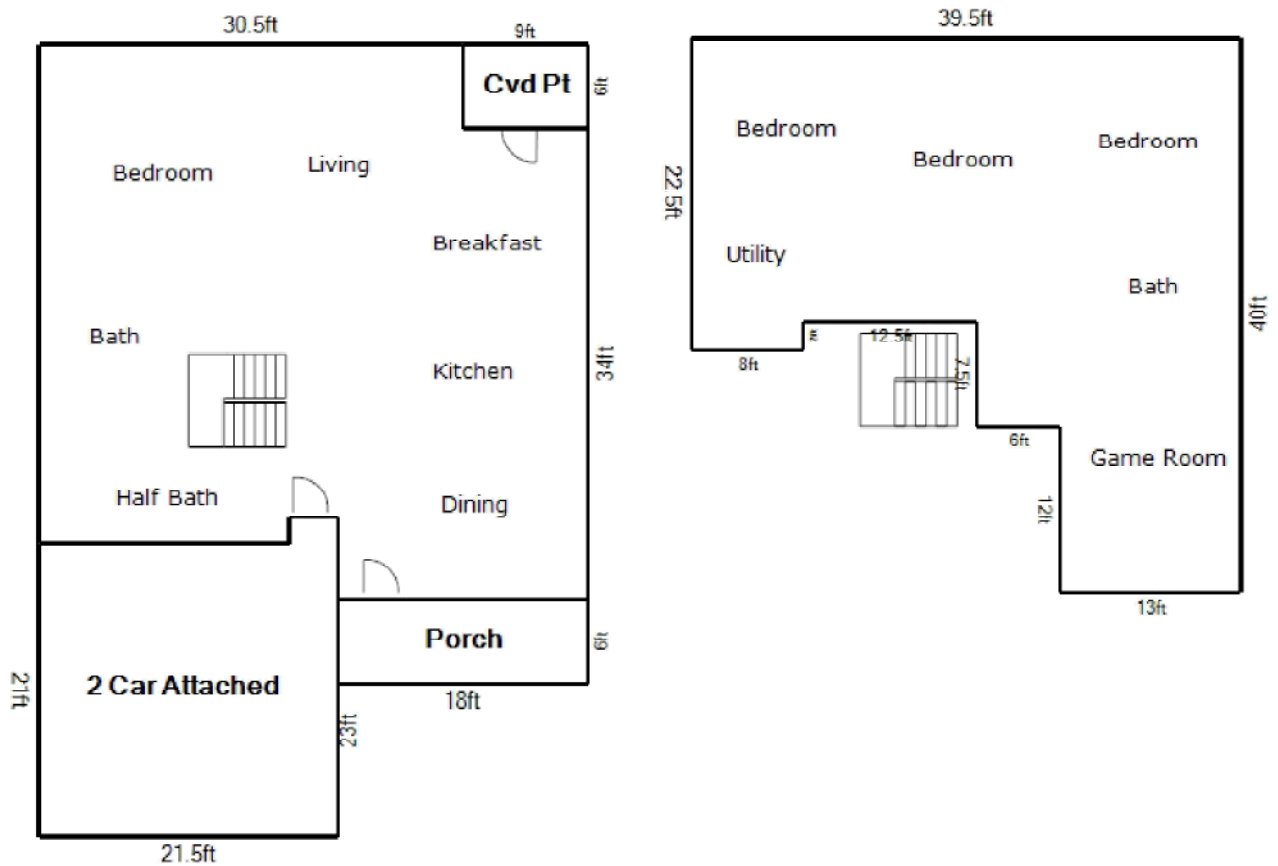 30.5ft
9ft
Cvd Pt
6ft
Bedroom
Living
Breakfast
Bath
Kitchen
34ft
Half Bath
Dining
Porch
6ft
2 Car Attached
21ft
18ft
23ft
21.5ft
39.5ft
Bedroom
Bedroom
Bedroom
22.5ft
Utility
Bath
40ft
12.5ft
8ft
7.5ft
6ft
Game Room
12ft
13ft